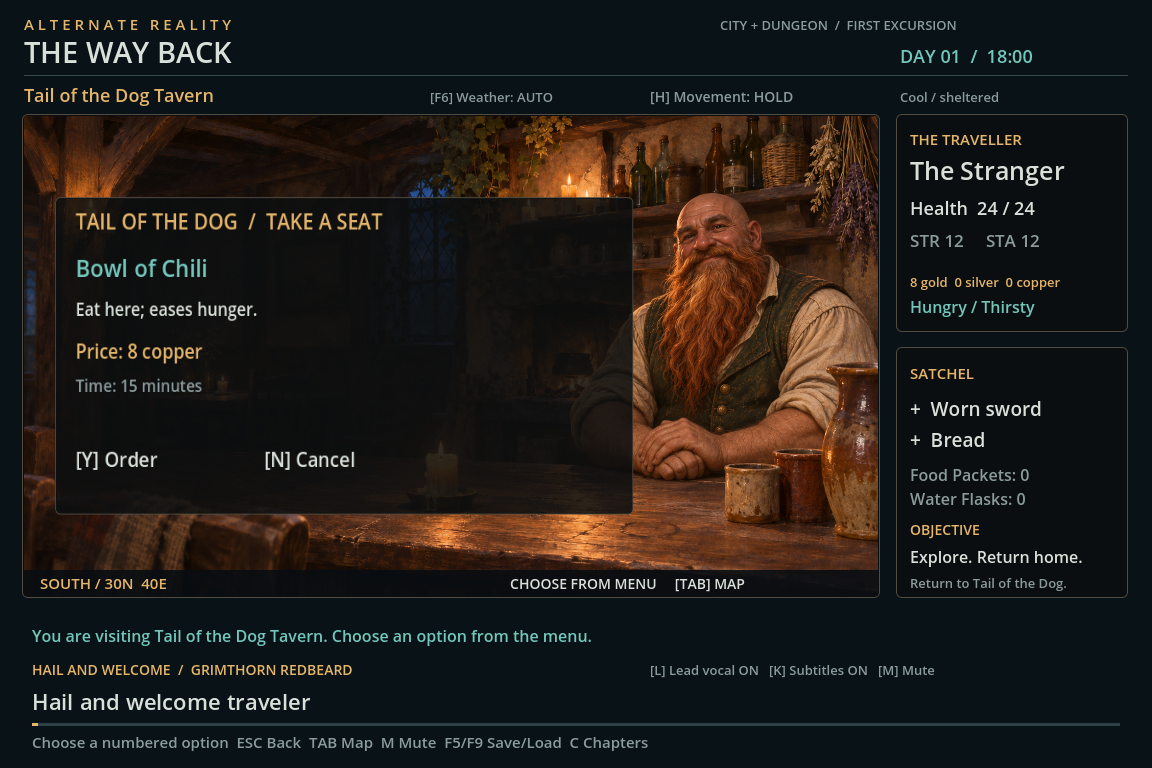 ALTERNATE REALITY
CITY + DUNGEON / FIRST EXCURSION
THE WAY BACK
DAY 01 / 18:00
Tail of the Dog Tavern
[F6] Weather: AUTO
[H] Movement: HOLD
Cool / sheltered
TAIL OF THE DOG / TAKE A SEAT
Bowl of Chili
Eat here; eases hunger.
Price: 8 copper
Time: 15 minutes
[Y] Order
[N] Cancel
SOUTH / 30N 40E
CHOOSE FROM MENU
[TAB] MAP
THE TRAVELLER
The Stranger
Health 24 / 24
STR 12 STA 12
8 gold 0 silver 0 copper
Hungry / Thirsty
SATCHEL
+ Worn sword
+ Bread
Food Packets: 0
Water Flasks: 0
OBJECTIVE
Explore. Return home.
Return to Tail of the Dog.
You are visiting Tail of the Dog Tavern. Choose an option from the menu.
HAIL AND WELCOME / GRIMTHORN REDBEARD
[L] Lead vocal ON [K] Subtitles ON [M] Mute
Hail and welcome traveler
Choose a numbered option ESC Back TAB Map M Mute F5/F9 Save/Load C Chapters